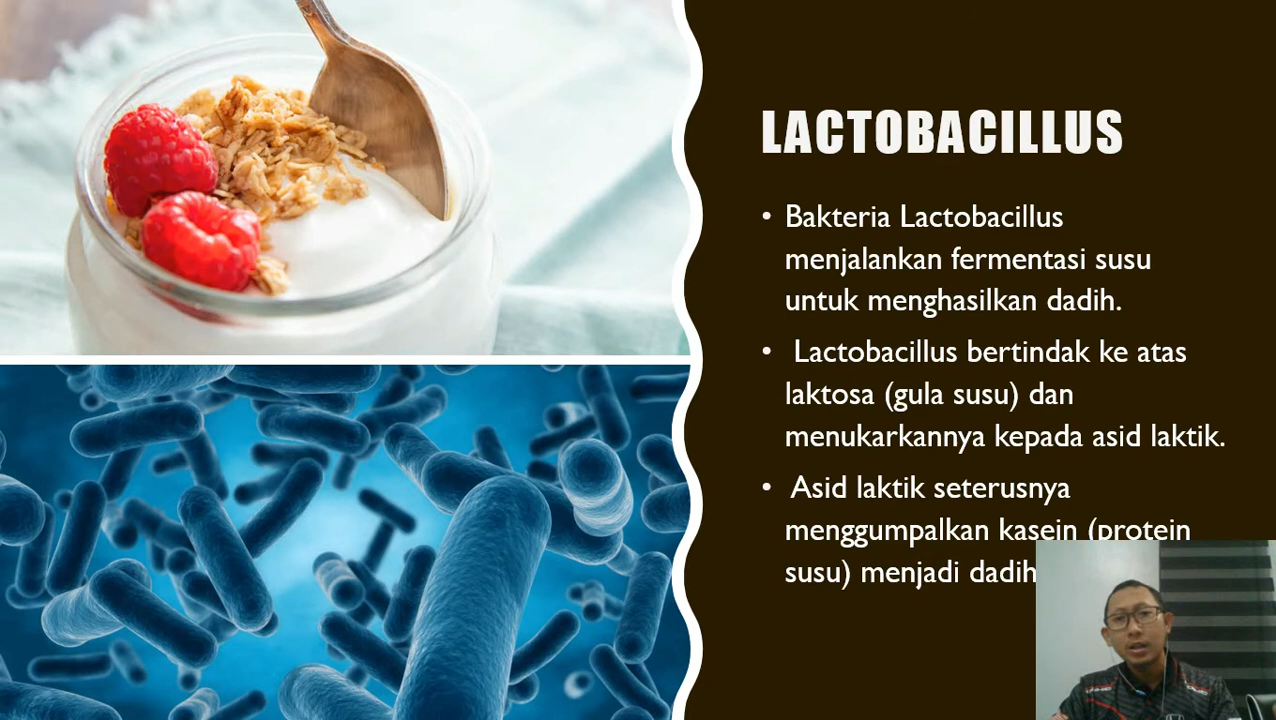 LACTOBACILLUS
• Bakteria Lactobacillus
menjalankan fermentasi susu
untuk menghasilkan dadih.
• Lactobacillus bertindak ke atas
laktosa (gula susu) dan
menukarkannya kepada asid laktik.
• Asid laktik seterusnya
menggumpalkan kasein (protein
susu) menjadi dadih